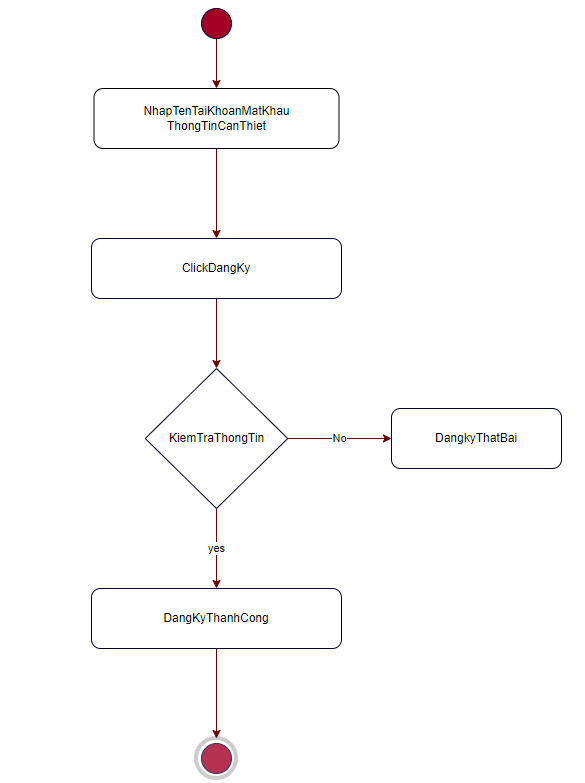 NhapTenTaiKhoanMatKhau
ThongTinCanThiet
ClickDangKy
KiemTraThongTin
No
DangkyThatBai
yes
DangKyThanhCong